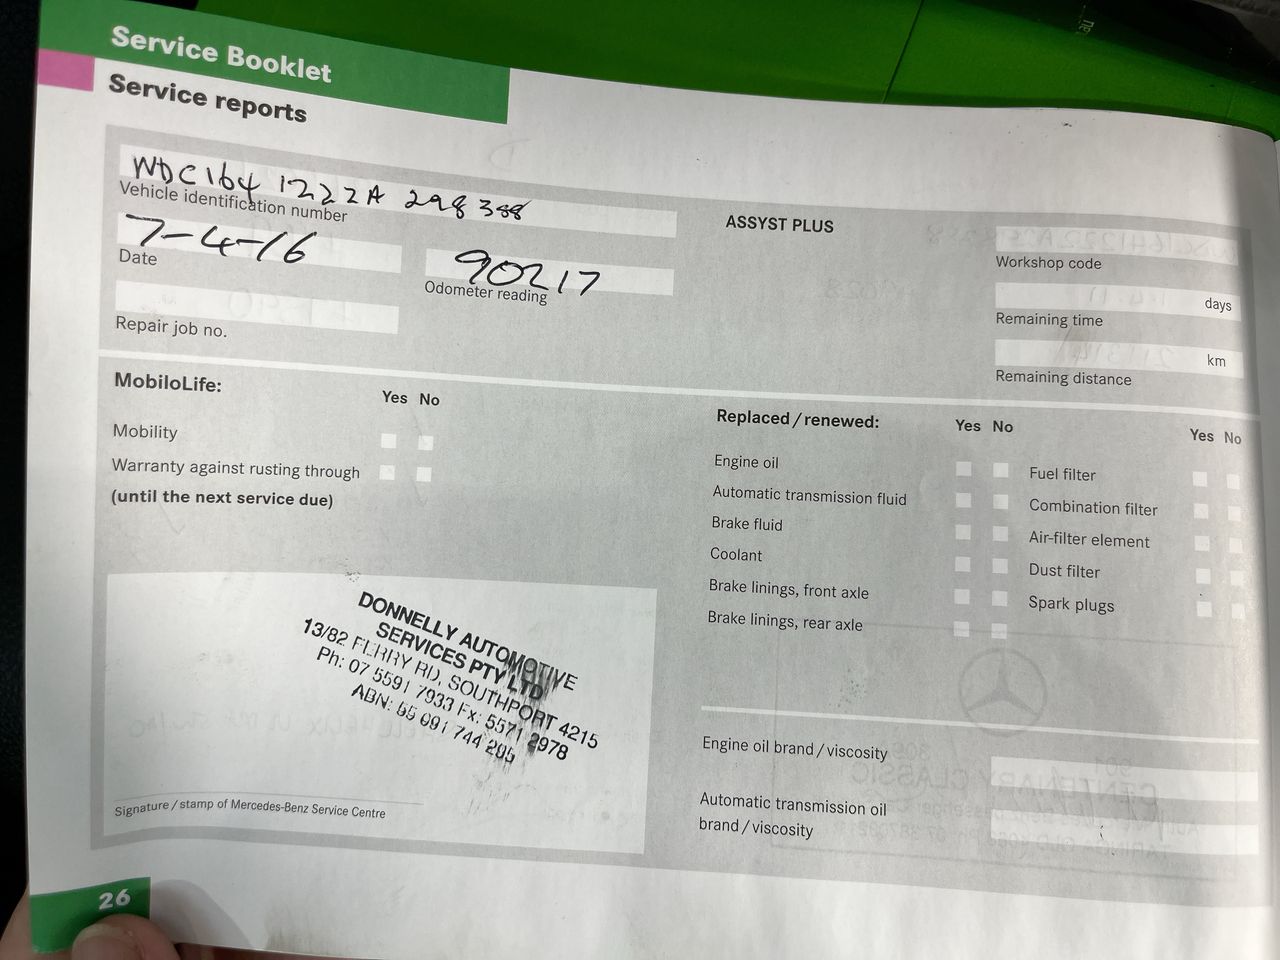 Service Booklet
Service reports
WDC164 1222A 298388
Vehicle identification number
7-4-16
Date
90217
Odometer reading
Repair job no.
ASSYST PLUS
Workshop code
days
Remaining time
km
Remaining distance
MobiloLife:
Yes No
Mobility
Warranty against rusting through
(until the next service due)
Replaced / renewed:
Yes No
Engine oil
Automatic transmission fluid
Brake fluid
Coolant
Brake linings, front axle
Brake linings, rear axle
Yes No
Fuel filter
Combination filter
Air-filter element
Dust filter
Spark plugs
DONNELLY AUTOMOTIVE
SERVICES PTY LTD
13/82 FERRY RD, SOUTHPORT 4215
Ph: 07 5591 7933 Fx: 5571 2978
ABN: 55 091 744 205
Signature / stamp of Mercedes-Benz Service Centre
Engine oil brand / viscosity
Automatic transmission oil
brand / viscosity
26